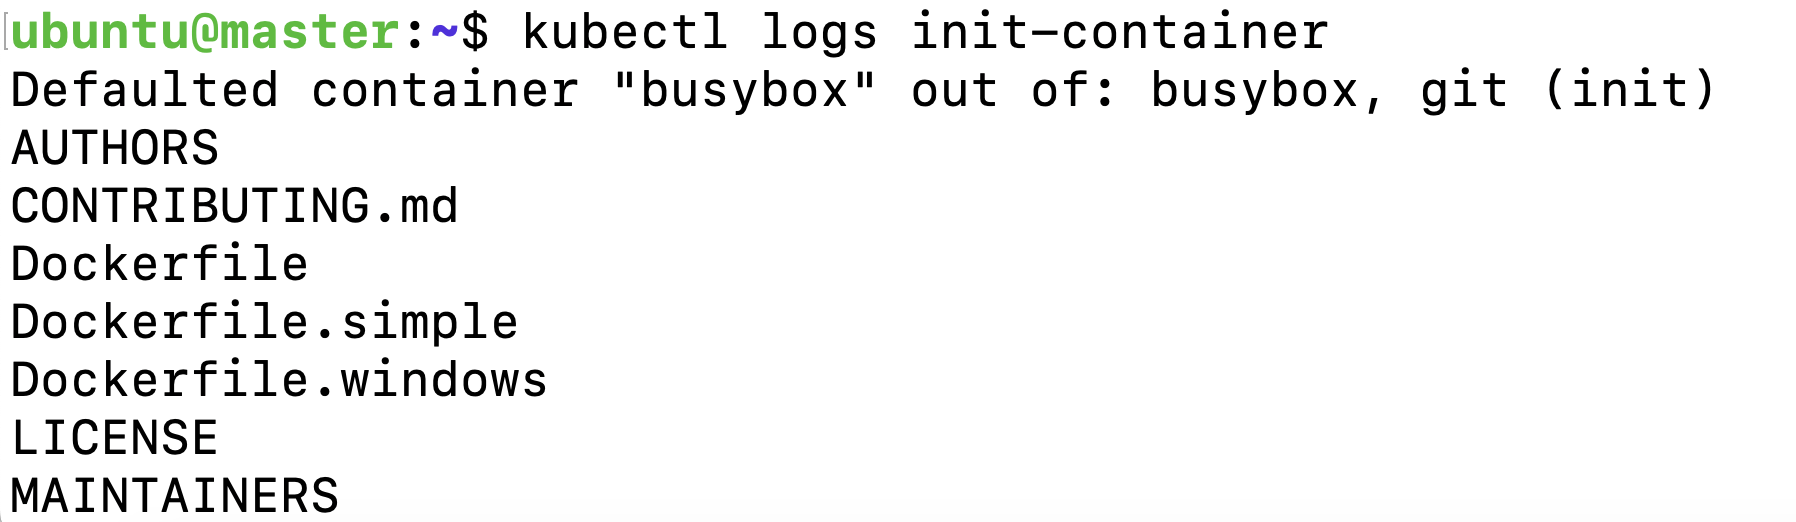 ubuntu@master:~$ kubectl logs init-container
Defaulted container "busybox" out of: busybox, git (init)
AUTHORS
CONTRIBUTING.md
Dockerfile
Dockerfile.simple
Dockerfile.windows
LICENSE
MAINTAINERS